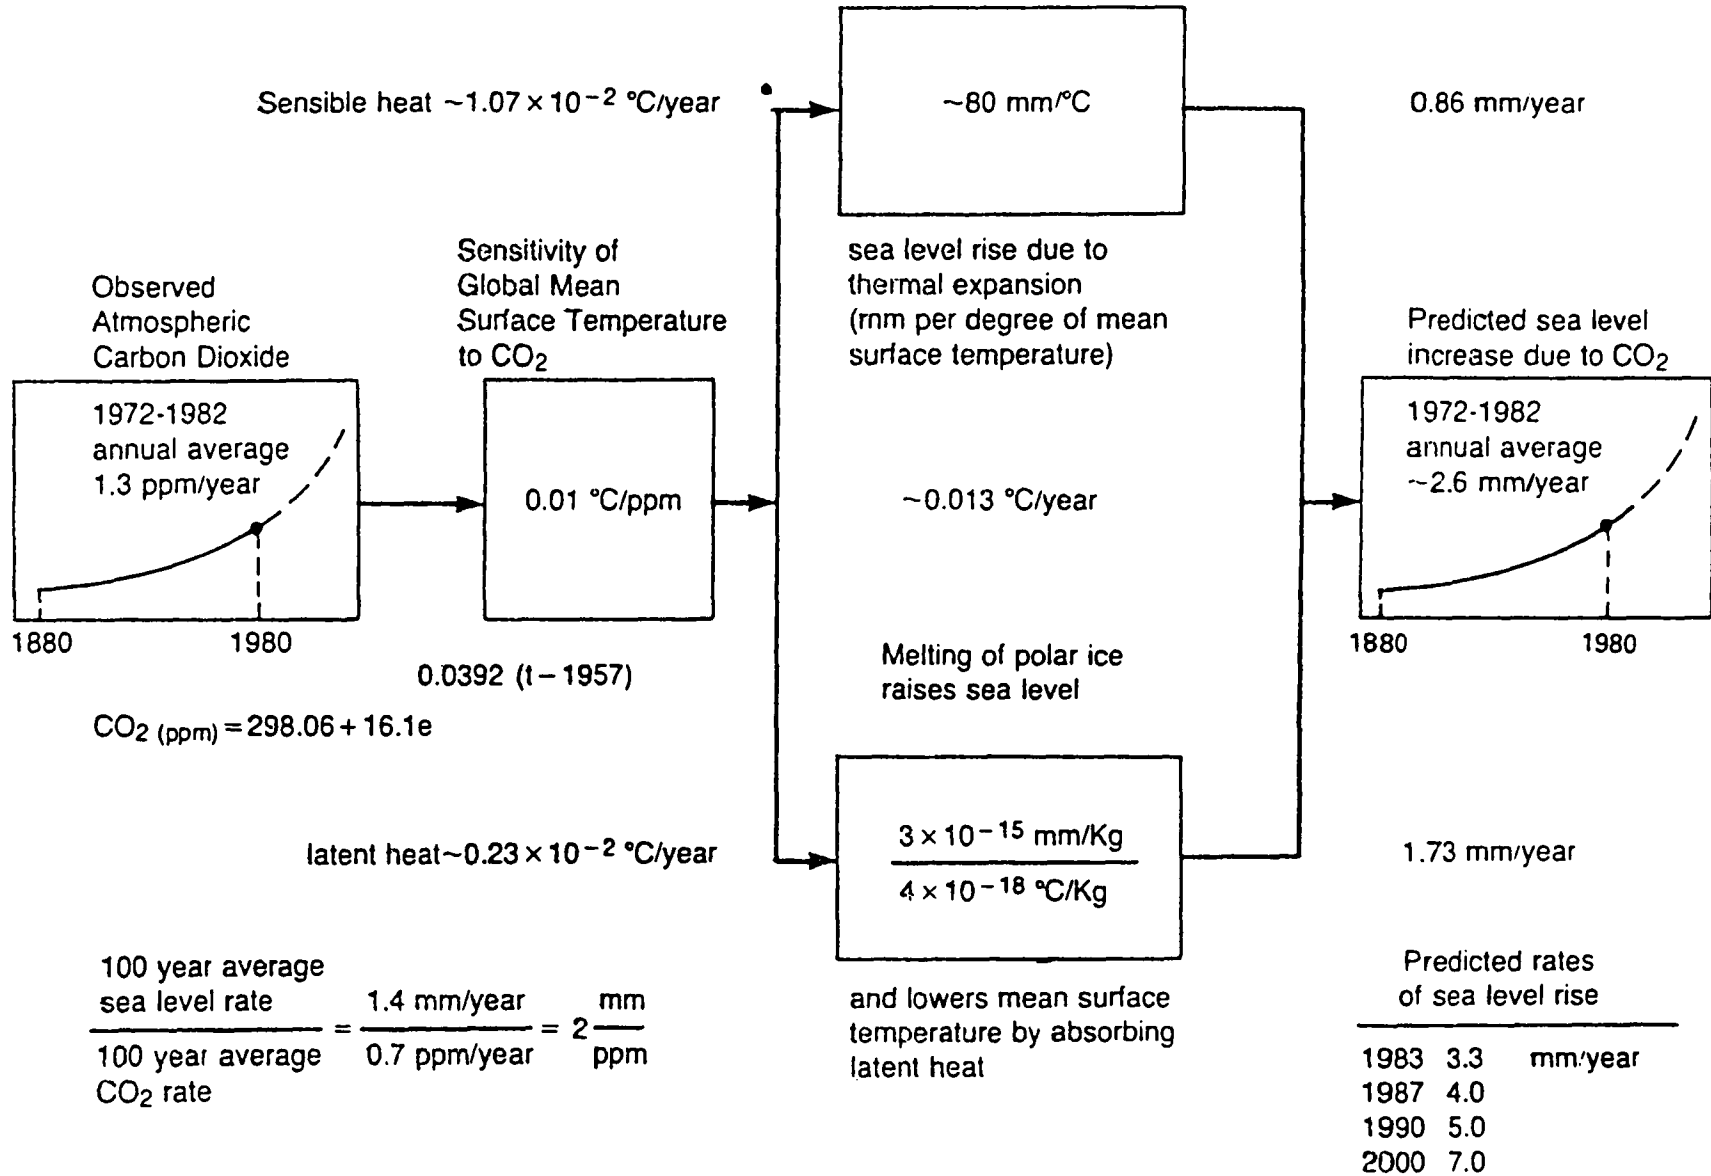 Sensible heat ~1.07 × 10⁻² °C/year
~80 mm/°C
0.86 mm/year
Observed
Atmospheric
Carbon Dioxide
1972-1982
annual average
1.3 ppm/year
1880
1980
Sensitivity of
Global Mean
Surface Temperature
to CO₂
0.01 °C/ppm
sea level rise due to
thermal expansion
(mm per degree of mean
surface temperature)
~0.013 °C/year
Predicted sea level
increase due to CO₂
1972-1982
annual average
~2.6 mm/year
1880
1980
0.0392 (t – 1957)
CO₂ (ppm) = 298.06 + 16.1e
Melting of polar ice
raises sea level
latent heat~0.23 × 10⁻² °C/year
3 × 10⁻¹⁵ mm/Kg
4 × 10⁻¹⁸ °C/Kg
1.73 mm/year
and lowers mean surface
temperature by absorbing
latent heat
100 year average
sea level rate
100 year average
CO₂ rate
=
1.4 mm/year
0.7 ppm/year
= 2
mm
ppm
Predicted rates
of sea level rise
1983 3.3 mm/year
1987 4.0
1990 5.0
2000 7.0